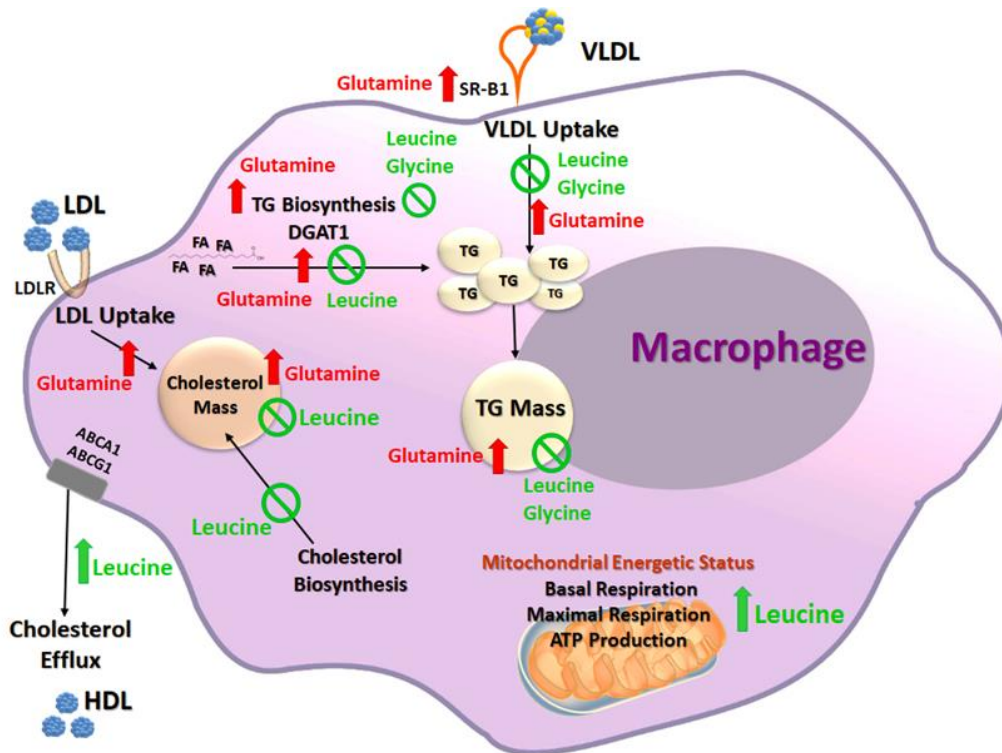 VLDL
Glutamine
SR-B1
VLDL Uptake
Leucine
Glycine
Leucine
Glycine
Glutamine
Glutamine
TG Biosynthesis
DGAT1
FA FA
FA FA
Glutamine
Leucine
TG
TG
TG
TG
TG
LDL
LDLR
LDL Uptake
Glutamine
Cholesterol
Mass
Glutamine
Leucine
Macrophage
TG Mass
Glutamine
Leucine
Glycine
ABCA1
ABCG1
Leucine
Leucine
Cholesterol
Biosynthesis
Cholesterol
Efflux
HDL
Mitochondrial Energetic Status
Basal Respiration
Maximal Respiration
ATP Production
Leucine